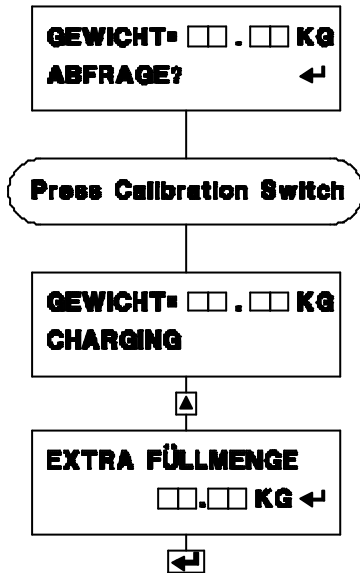 GEWICHT= □□.□□ KG
ABFRAGE? ↵
Press Calibration Switch
GEWICHT= □□.□□ KG
CHARGING
▲
EXTRA FÜLLMENGE
□□.□□ KG ↵
↵